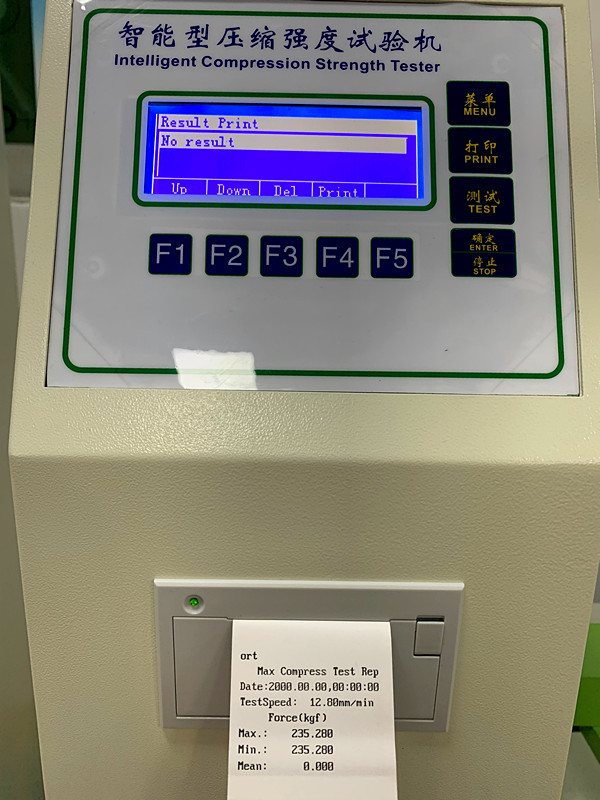 智能型压缩强度试验机
Intelligent Compression Strength Tester
Result Print
No result
Up Down Del Print
菜单
MENU
打印
PRINT
测试
TEST
确定
ENTER
停止
STOP
F1 F2 F3 F4 F5
ort
Max Compress Test Rep
Date:2000.00.00,00:00:00
TestSpeed: 12.80mm/min
Force(kgf)
Max.: 235.280
Min.: 235.280
Mean: 0.000